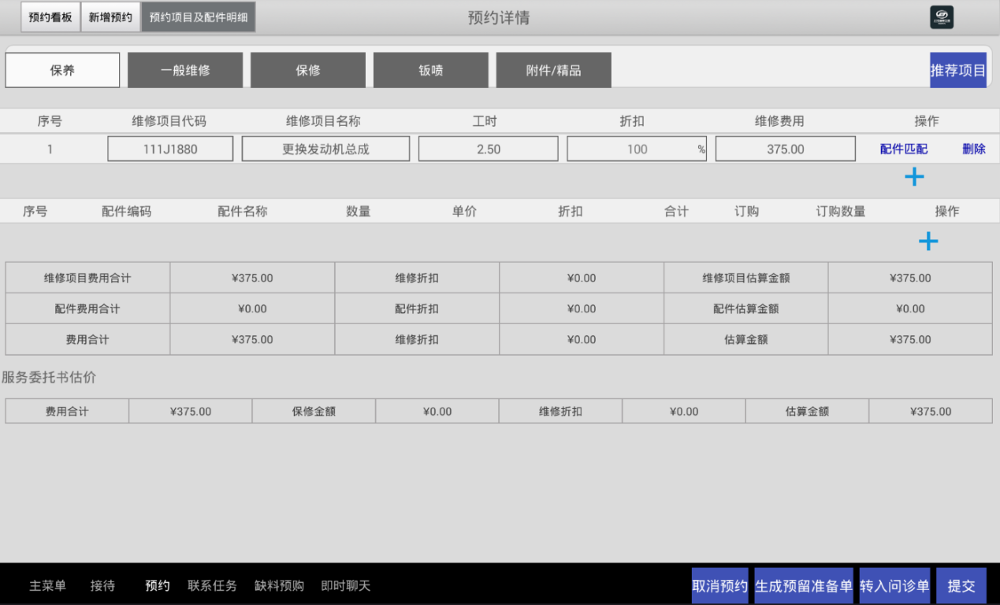 预约看板 新增预约 预约项目及配件明细 预约详情
保养 一般维修 保修 钣喷 附件/精品 推荐项目
序号 维修项目代码 维修项目名称 工时 折扣 维修费用 操作
1 111J1880 更换发动机总成 2.50 100 % 375.00 配件匹配 删除
序号 配件编码 配件名称 数量 单价 折扣 合计 订购 订购数量 操作
维修项目费用合计 ¥375.00 维修折扣 ¥0.00 维修项目估算金额 ¥375.00
配件费用合计 ¥0.00 配件折扣 ¥0.00 配件估算金额 ¥0.00
费用合计 ¥375.00 维修折扣 ¥0.00 估算金额 ¥375.00
服务委托书估价
费用合计 ¥375.00 保修金额 ¥0.00 维修折扣 ¥0.00 估算金额 ¥375.00
主菜单 接待 预约 联系任务 缺料预购 即时聊天 取消预约 生成预留准备单 转入问诊单 提交